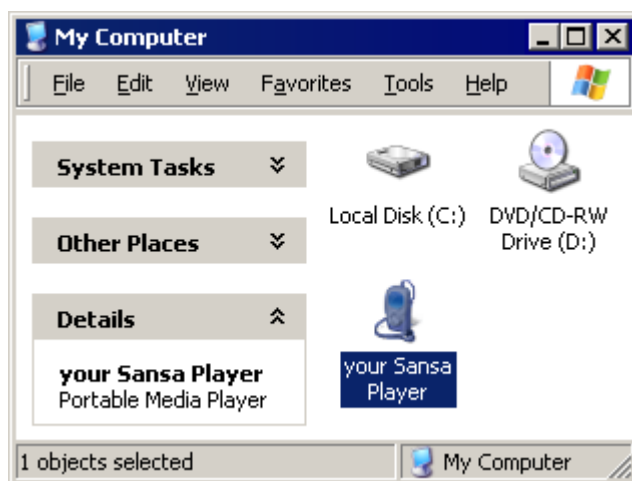 My Computer
File Edit View Favorites Tools Help
System Tasks
Other Places
Details
your Sansa Player
Portable Media Player
Local Disk (C:)
DVD/CD-RW
Drive (D:)
your Sansa
Player
1 objects selected
My Computer